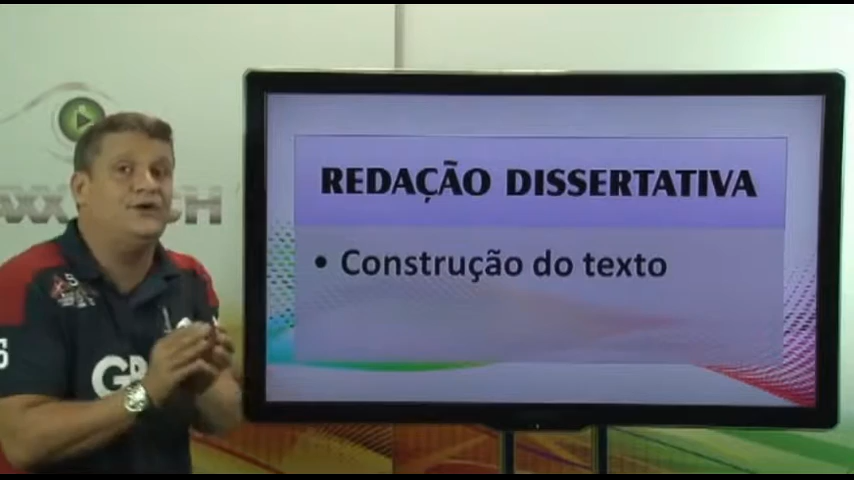 REDAÇÃO DISSERTATIVA
• Construção do texto